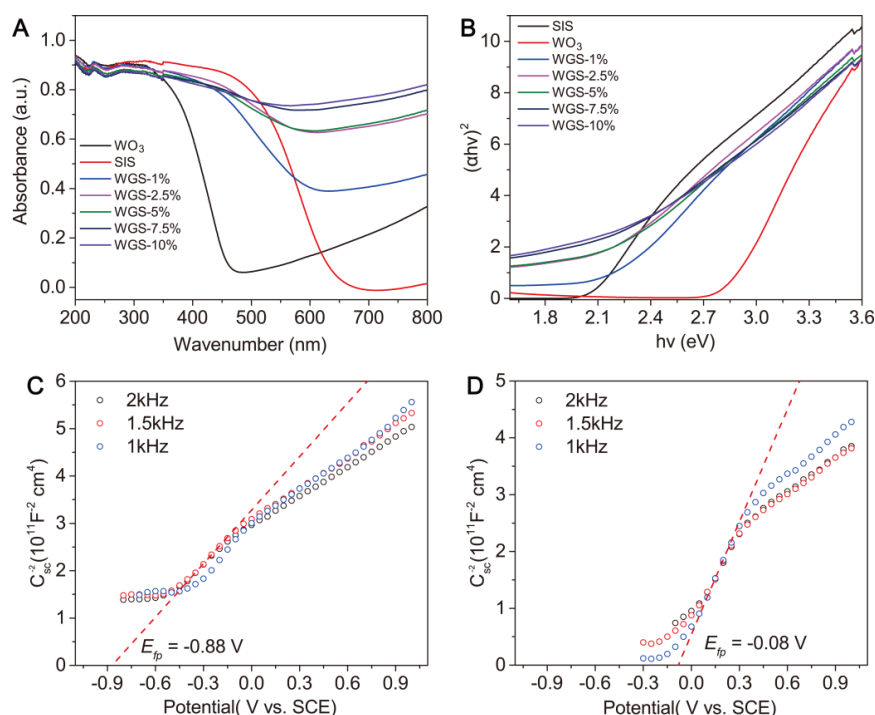 A
Absorbance (a.u.)
1.0
0.8
0.6
0.4
0.2
0.0
WO₃
SIS
WGS-1%
WGS-2.5%
WGS-5%
WGS-7.5%
WGS-10%
200 300 400 500 600 700 800
Wavenumber (nm)
B
(αhν)²
10
8
6
4
2
0
SIS
WO₃
WGS-1%
WGS-2.5%
WGS-5%
WGS-7.5%
WGS-10%
1.8 2.1 2.4 2.7 3.0 3.3 3.6
hν (eV)
C
C_sc⁻² (10¹¹F⁻² cm⁴)
6
5
4
3
2
1
0
2kHz
1.5kHz
1kHz
E_fp = -0.88 V
-0.9 -0.6 -0.3 0.0 0.3 0.6 0.9
Potential( V vs. SCE)
D
C_sc⁻² (10¹¹F⁻² cm⁴)
5
4
3
2
1
0
2kHz
1.5kHz
1kHz
E_fp = -0.08 V
-0.9 -0.6 -0.3 0.0 0.3 0.6 0.9
Potential( V vs. SCE)